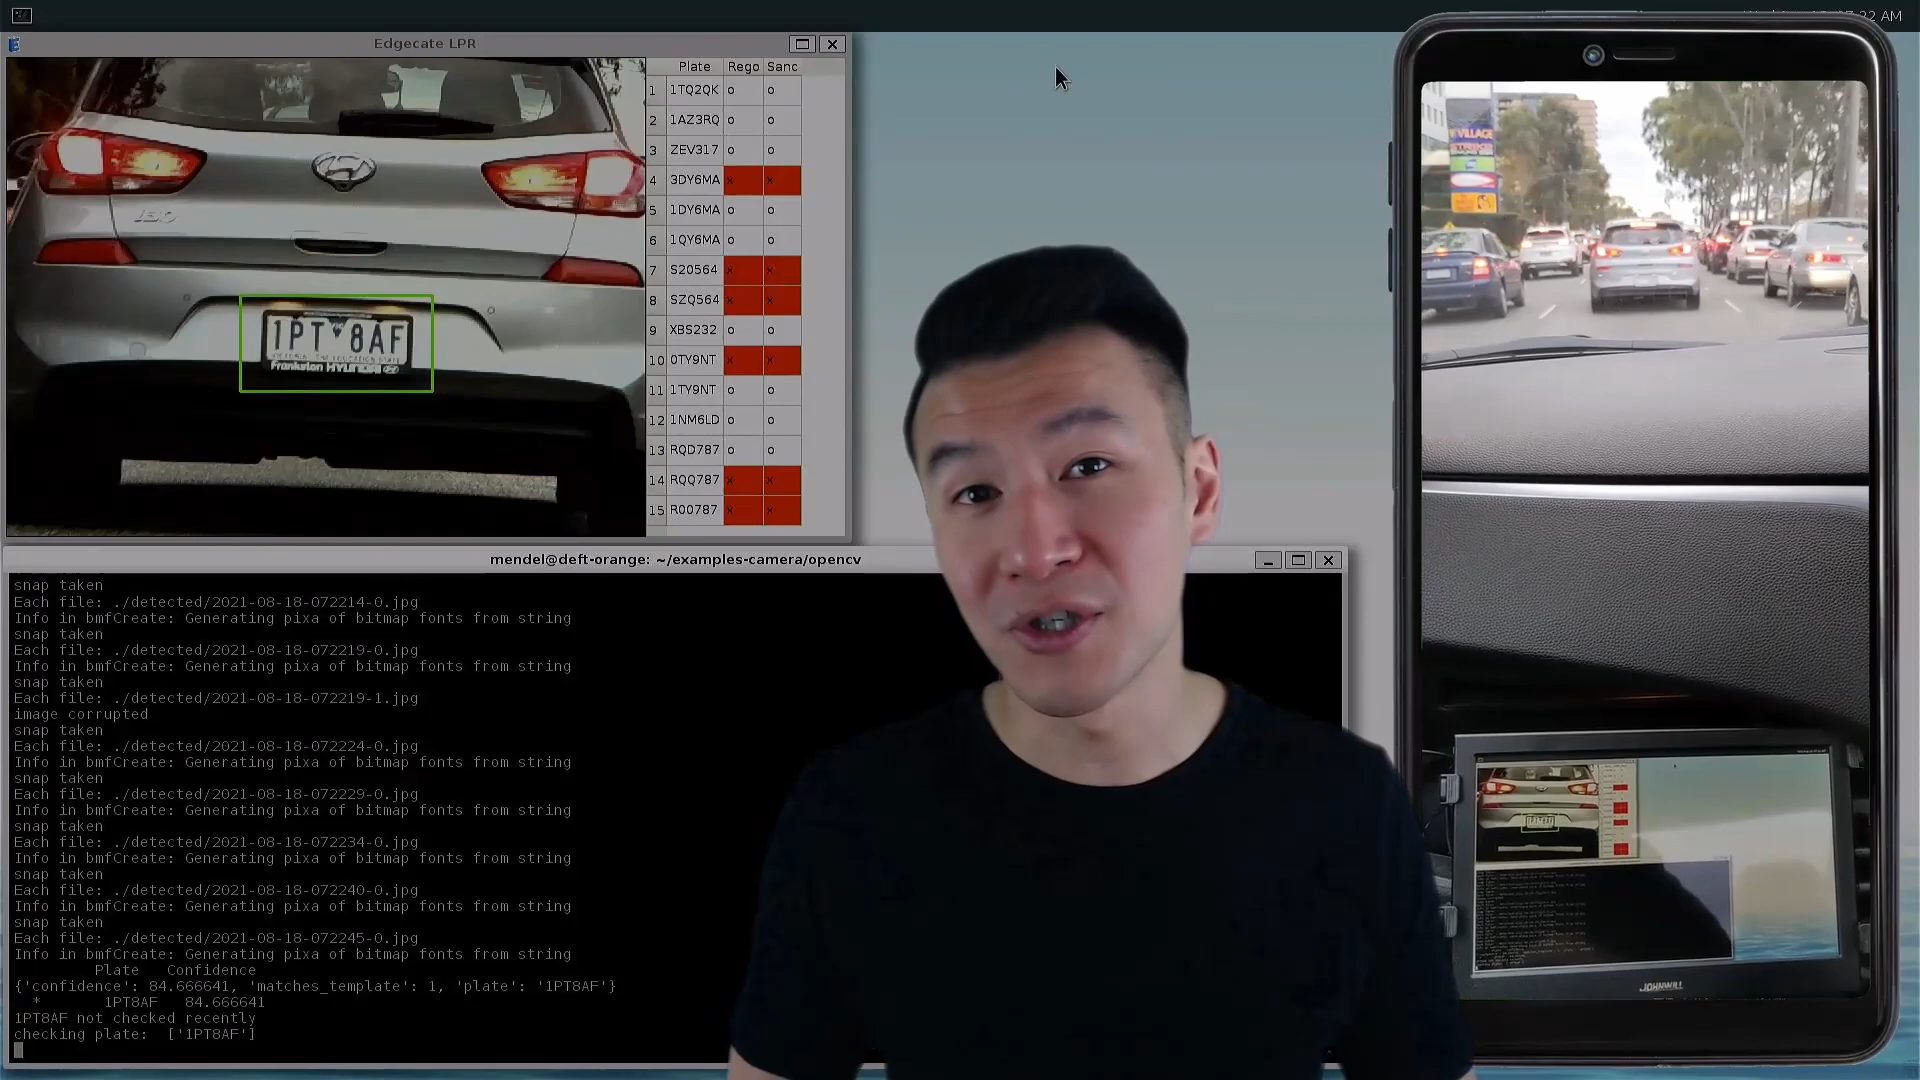 Edgecate LPR
Plate Rego Sanc
1 1TQ2QK o o
2 1AZ3RQ o o
3 ZEV317 o o
4 3DY6MA x x
5 1DY6MA o o
6 1QY6MA o o
7 S20564 x x
8 SZQ564 x x
9 XBS232 o o
10 0TY9NT x x
11 1TY9NT o o
12 1NM6LD o o
13 RQD787 o o
14 RQQ787 x x
15 R00787 x x
i30
1PT 8AF
VICTORIA - THE EDUCATION STATE
Frankston HYUNDAI
mendel@deft-orange: ~/examples-camera/opencv
snap taken
Each file: ./detected/2021-08-18-072214-0.jpg
Info in bmfCreate: Generating pixa of bitmap fonts from string
snap taken
Each file: ./detected/2021-08-18-072219-0.jpg
Info in bmfCreate: Generating pixa of bitmap fonts from string
snap taken
Each file: ./detected/2021-08-18-072219-1.jpg
image corrupted
snap taken
Each file: ./detected/2021-08-18-072224-0.jpg
Info in bmfCreate: Generating pixa of bitmap fonts from string
snap taken
Each file: ./detected/2021-08-18-072229-0.jpg
Info in bmfCreate: Generating pixa of bitmap fonts from string
snap taken
Each file: ./detected/2021-08-18-072234-0.jpg
Info in bmfCreate: Generating pixa of bitmap fonts from string
snap taken
Each file: ./detected/2021-08-18-072240-0.jpg
Info in bmfCreate: Generating pixa of bitmap fonts from string
snap taken
Each file: ./detected/2021-08-18-072245-0.jpg
Info in bmfCreate: Generating pixa of bitmap fonts from string
Plate Confidence
{'confidence': 84.666641, 'matches_template': 1, 'plate': '1PT8AF'}
* 1PT8AF 84.666641
1PT8AF not checked recently
checking plate: ['1PT8AF']
22 AM
VILLAGE
1PT8AF
JOHNWILL